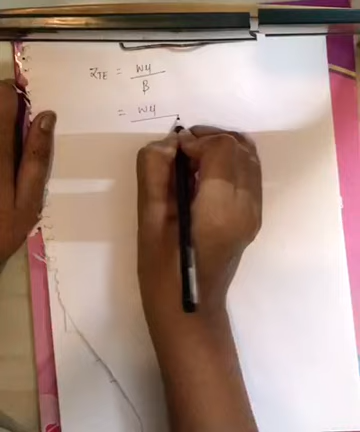 Z_TE = ωμ / β
= ωμ